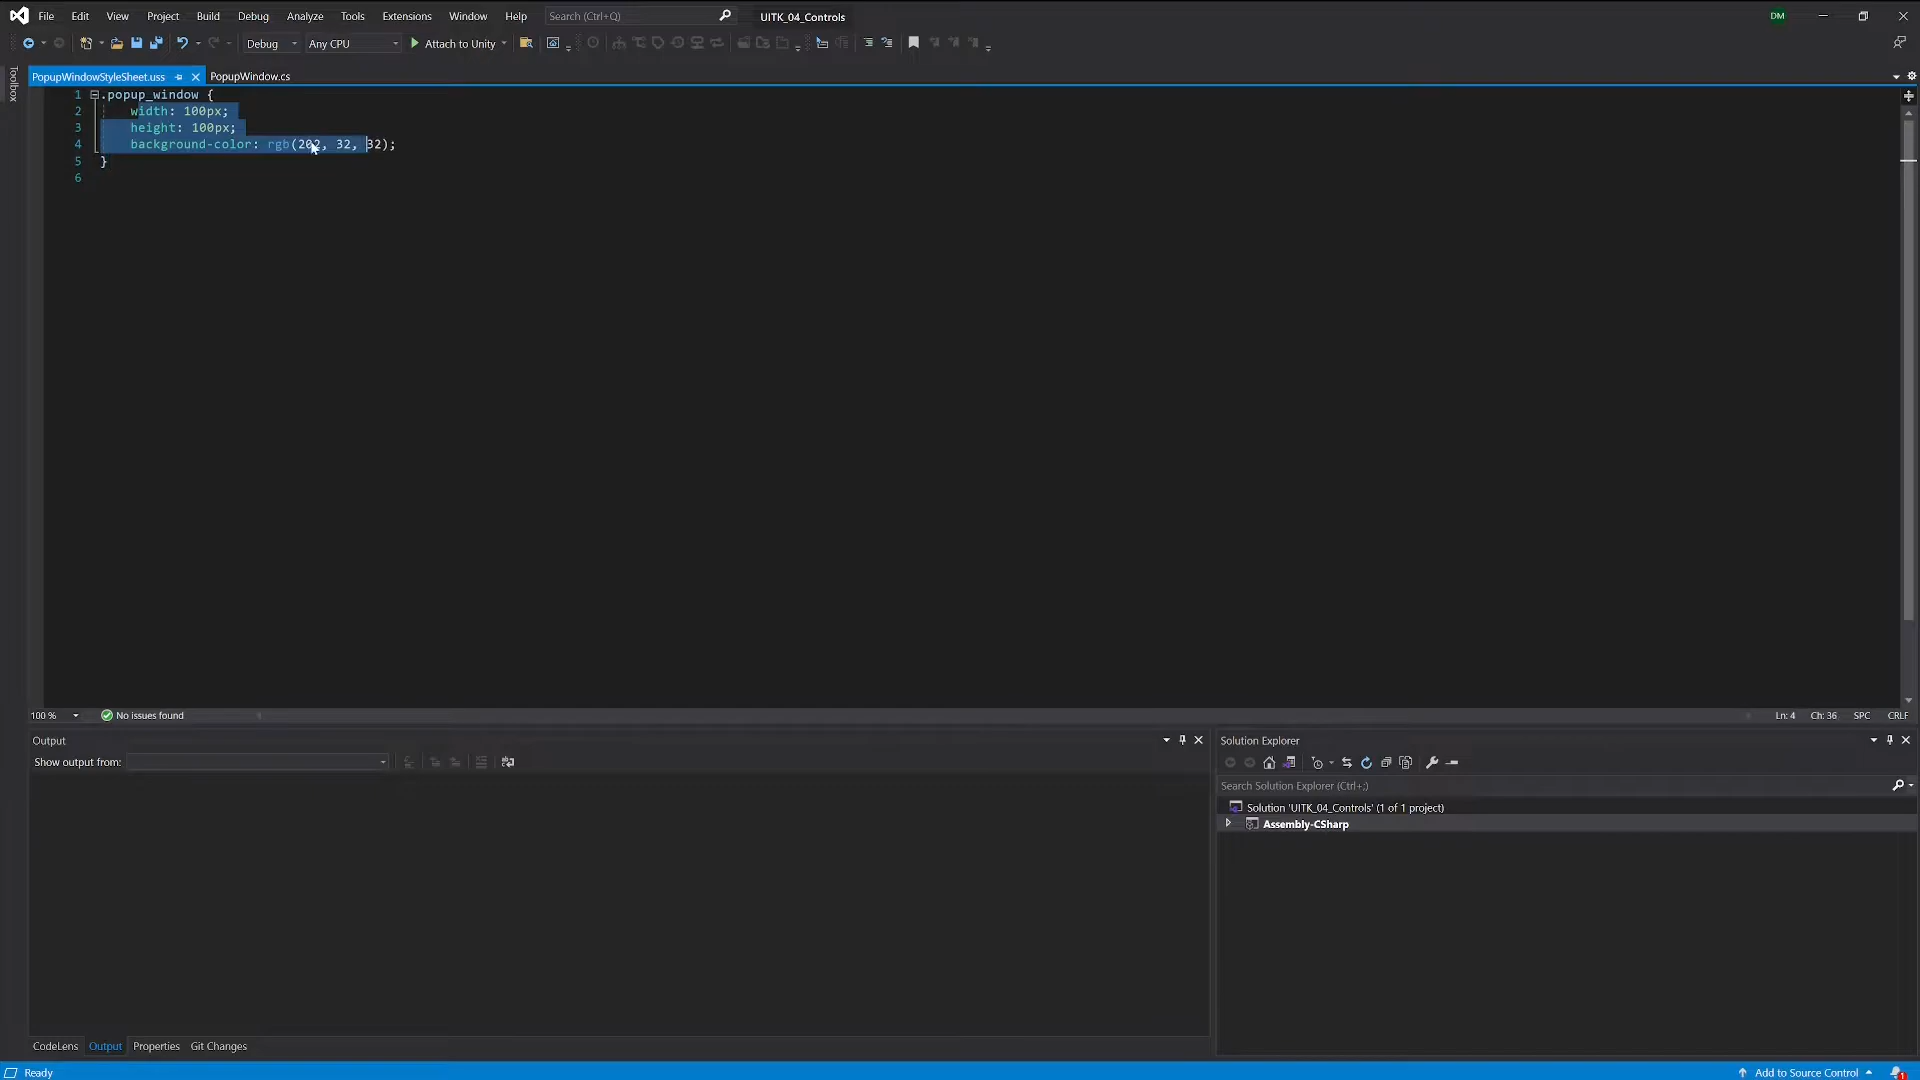 File Edit View Project Build Debug Analyze Tools Extensions Window Help Search (Ctrl+Q) UITK_04_Controls DM
Debug Any CPU Attach to Unity
Toolbox
PopupWindowStyleSheet.uss PopupWindow.cs
1 .popup_window {
2 width: 100px;
3 height: 100px;
4 background-color: rgb(202, 32, 32);
5 }
6
100 % No issues found Ln: 4 Ch: 36 SPC CRLF
Output
Show output from:
Solution Explorer
Search Solution Explorer (Ctrl+;)
Solution 'UITK_04_Controls' (1 of 1 project)
Assembly-CSharp
CodeLens Output Properties Git Changes
Ready Add to Source Control 1